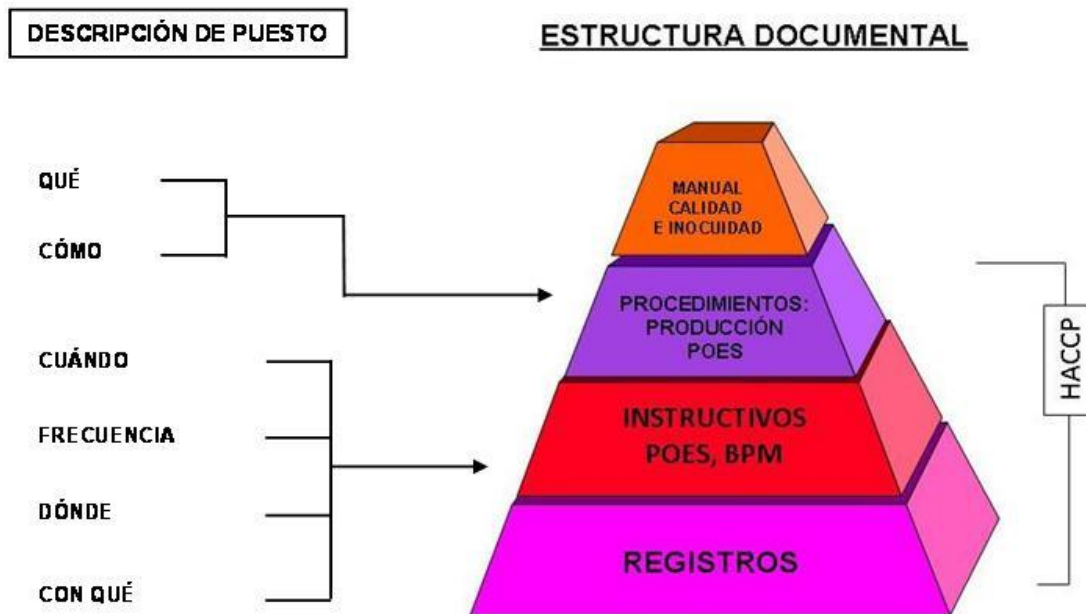 DESCRIPCIÓN DE PUESTO
ESTRUCTURA DOCUMENTAL
QUÉ
CÓMO
CUÁNDO
FRECUENCIA
DÓNDE
CON QUÉ
MANUAL
CALIDAD
E INOCUIDAD
PROCEDIMIENTOS:
PRODUCCIÓN
POES
INSTRUCTIVOS
POES, BPM
REGISTROS
HACCP